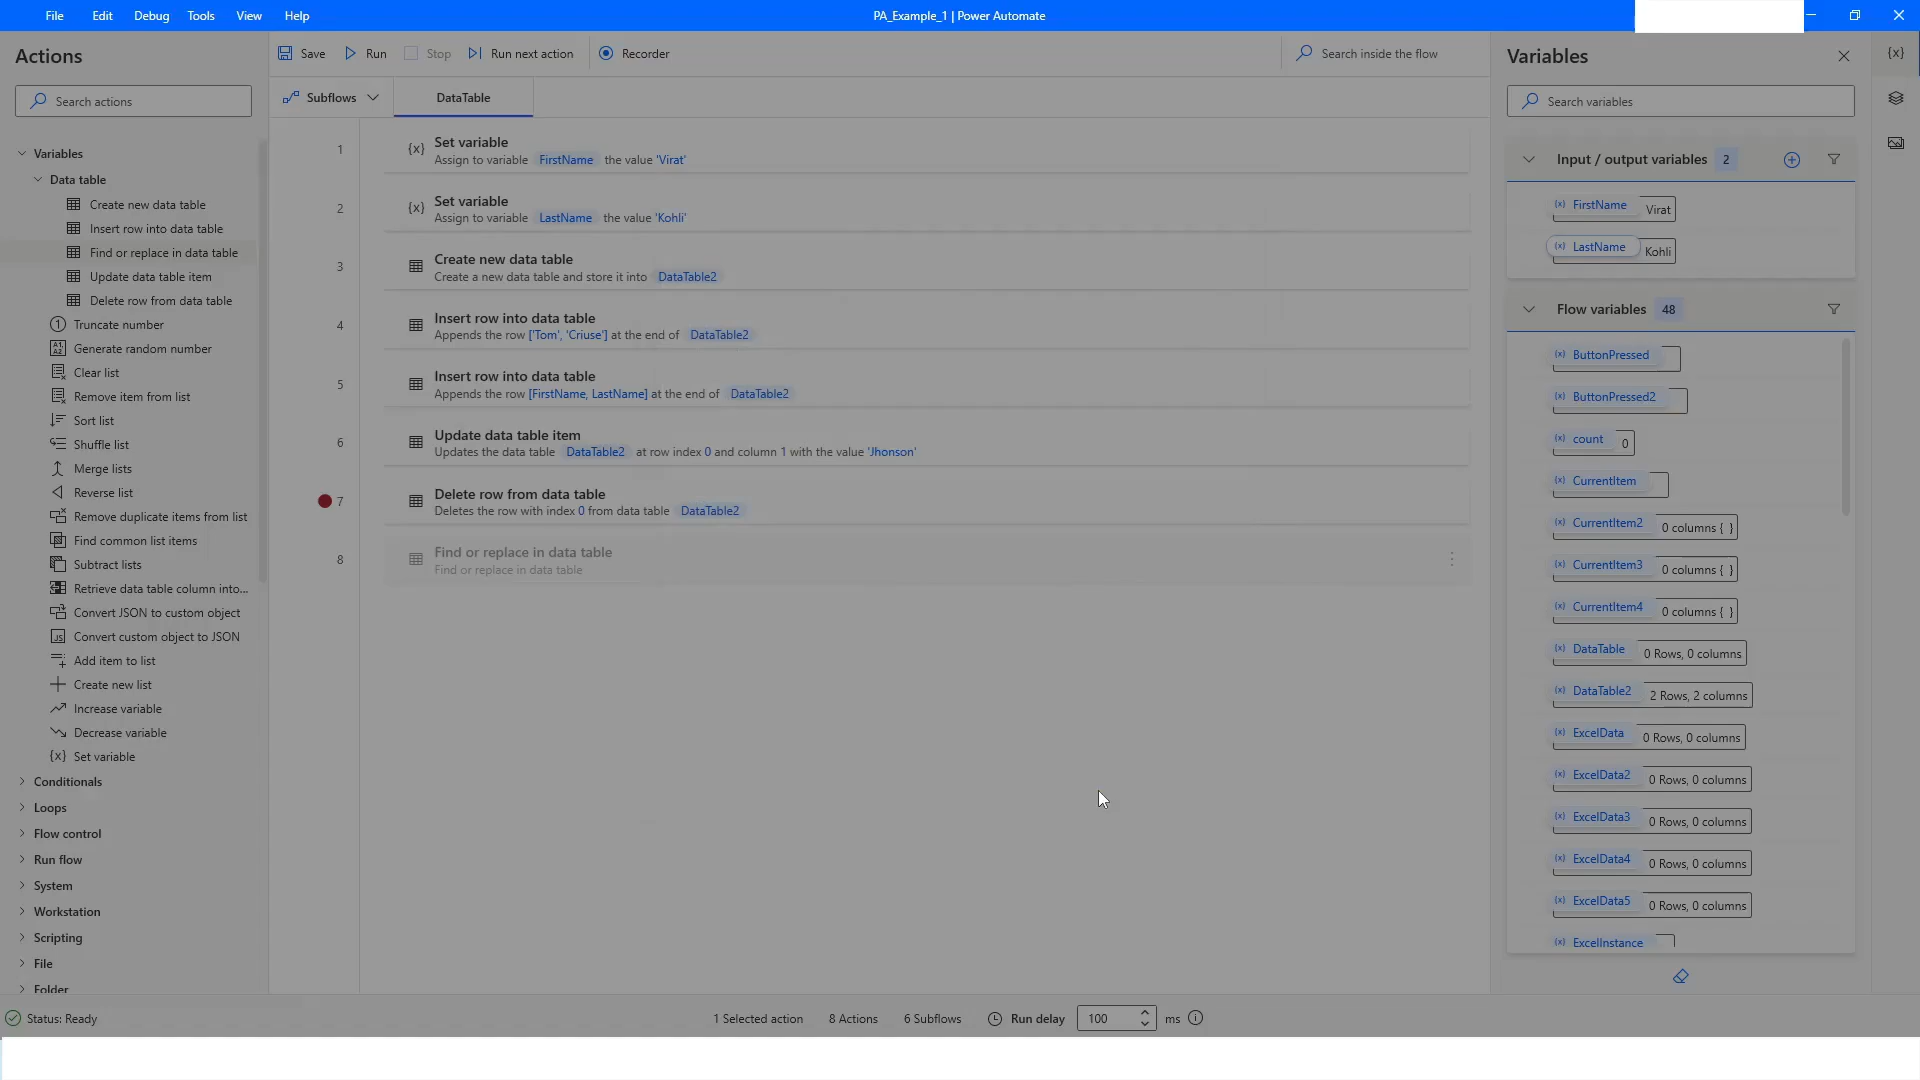 File Edit Debug Tools View Help
PA_Example_1 | Power Automate
Actions
Search actions
Variables
Data table
Create new data table
Insert row into data table
Find or replace in data table
Update data table item
Delete row from data table
Truncate number
Generate random number
Clear list
Remove item from list
Sort list
Shuffle list
Merge lists
Reverse list
Remove duplicate items from list
Find common list items
Subtract lists
Retrieve data table column into...
Convert JSON to custom object
Convert custom object to JSON
Add item to list
Create new list
Increase variable
Decrease variable
{x} Set variable
Conditionals
Loops
Flow control
Run flow
System
Workstation
Scripting
File
Folder
Save Run Stop Run next action Recorder
Search inside the flow
Subflows DataTable
1 {x} Set variable
Assign to variable FirstName the value 'Virat'
2 {x} Set variable
Assign to variable LastName the value 'Kohli'
3 Create new data table
Create a new data table and store it into DataTable2
4 Insert row into data table
Appends the row ['Tom', 'Criuse'] at the end of DataTable2
5 Insert row into data table
Appends the row [FirstName, LastName] at the end of DataTable2
6 Update data table item
Updates the data table DataTable2 at row index 0 and column 1 with the value 'Jhonson'
7 Delete row from data table
Deletes the row with index 0 from data table DataTable2
8 Find or replace in data table
Find or replace in data table
Variables
{x}
Search variables
Input / output variables 2
(x) FirstName Virat
(x) LastName Kohli
Flow variables 48
(x) ButtonPressed
(x) ButtonPressed2
(x) count 0
(x) CurrentItem
(x) CurrentItem2 0 columns { }
(x) CurrentItem3 0 columns { }
(x) CurrentItem4 0 columns { }
(x) DataTable 0 Rows, 0 columns
(x) DataTable2 2 Rows, 2 columns
(x) ExcelData 0 Rows, 0 columns
(x) ExcelData2 0 Rows, 0 columns
(x) ExcelData3 0 Rows, 0 columns
(x) ExcelData4 0 Rows, 0 columns
(x) ExcelData5 0 Rows, 0 columns
(x) ExcelInstance
Status: Ready
1 Selected action 8 Actions 6 Subflows Run delay 100 ms